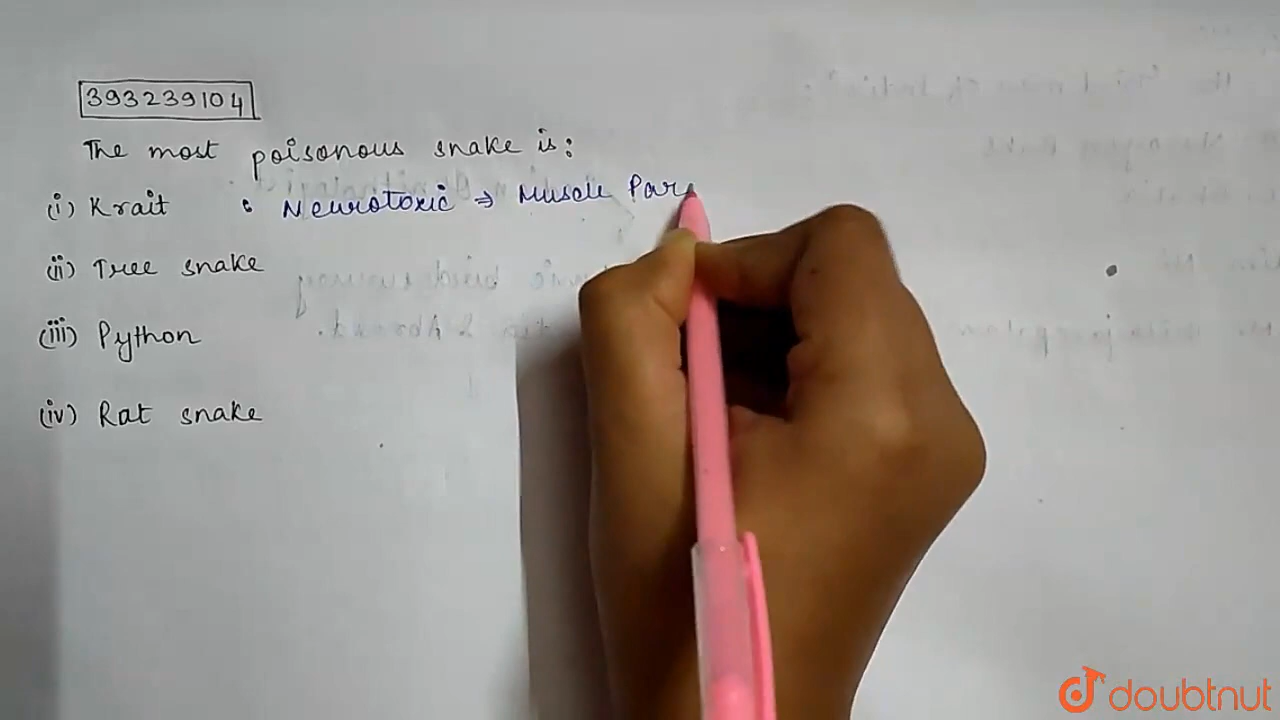 393239104
The most poisonous snake is:
(i) Krait : Neurotoxic ⇒ Muscle Par
(ii) Tree snake
(iii) Python
(iv) Rat snake
doubtnut